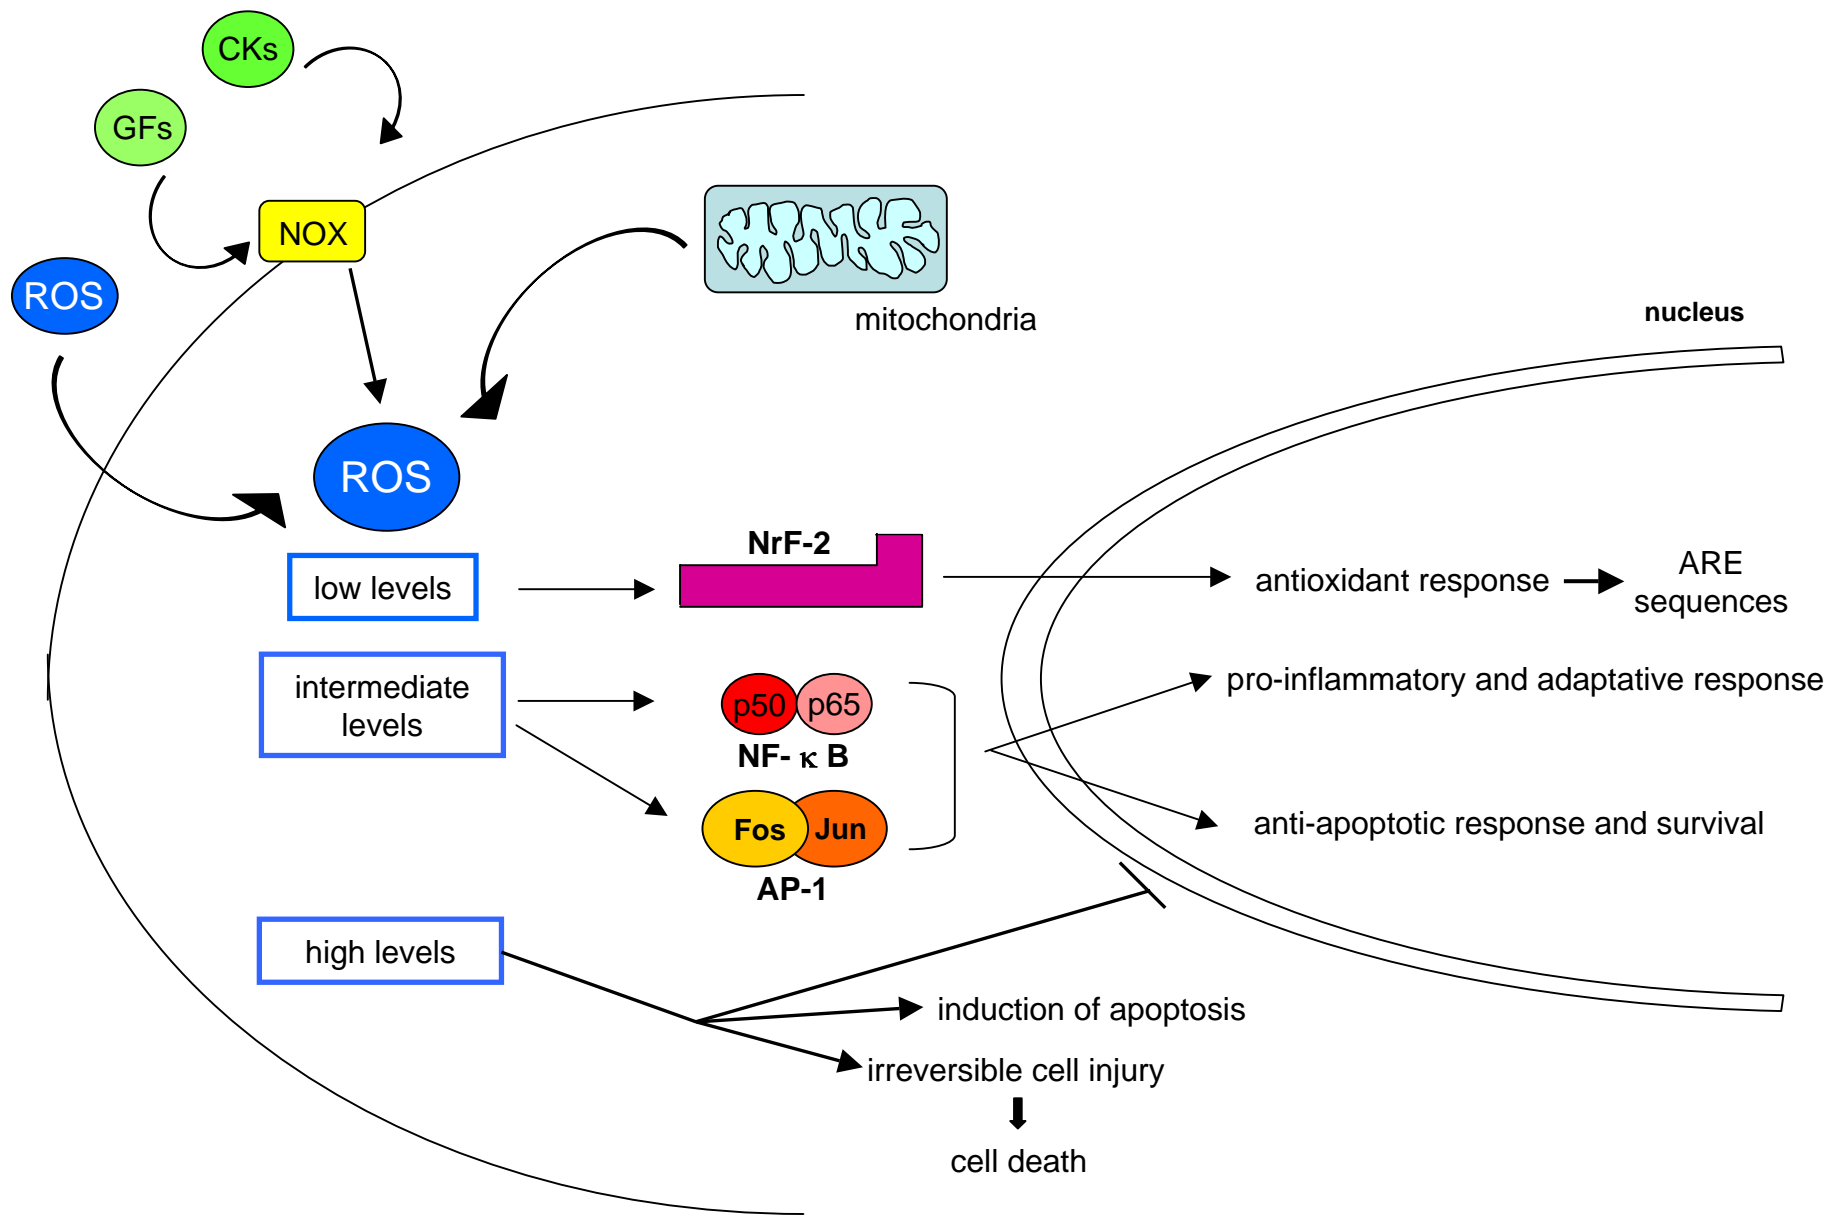 CKs
GFs
NOX
ROS
mitochondria
nucleus
ROS
NrF-2
low levels
antioxidant response
ARE
sequences
intermediate
levels
p50
p65
NF- κ B
pro-inflammatory and adaptative response
Fos
Jun
AP-1
anti-apoptotic response and survival
high levels
induction of apoptosis
irreversible cell injury
cell death